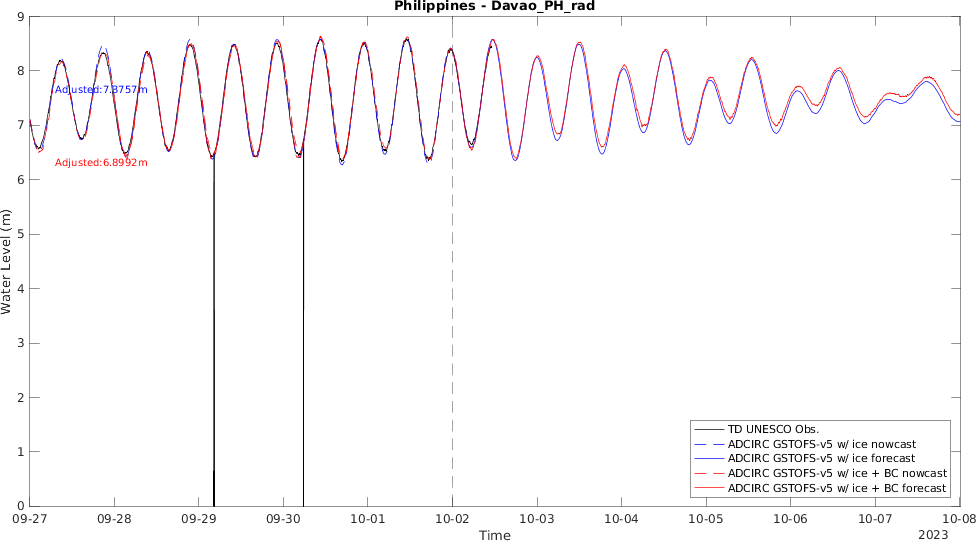 Philippines - Davao_PH_rad
9
8
7
6
5
4
3
2
1
0
Water Level (m)
Adjusted:7.3757m
Adjusted:6.8992m
TD UNESCO Obs.
ADCIRC GSTOFS-v5 w/ ice nowcast
ADCIRC GSTOFS-v5 w/ ice forecast
ADCIRC GSTOFS-v5 w/ ice + BC nowcast
ADCIRC GSTOFS-v5 w/ ice + BC forecast
09-27 09-28 09-29 09-30 10-01 10-02 10-03 10-04 10-05 10-06 10-07 10-08
Time
2023